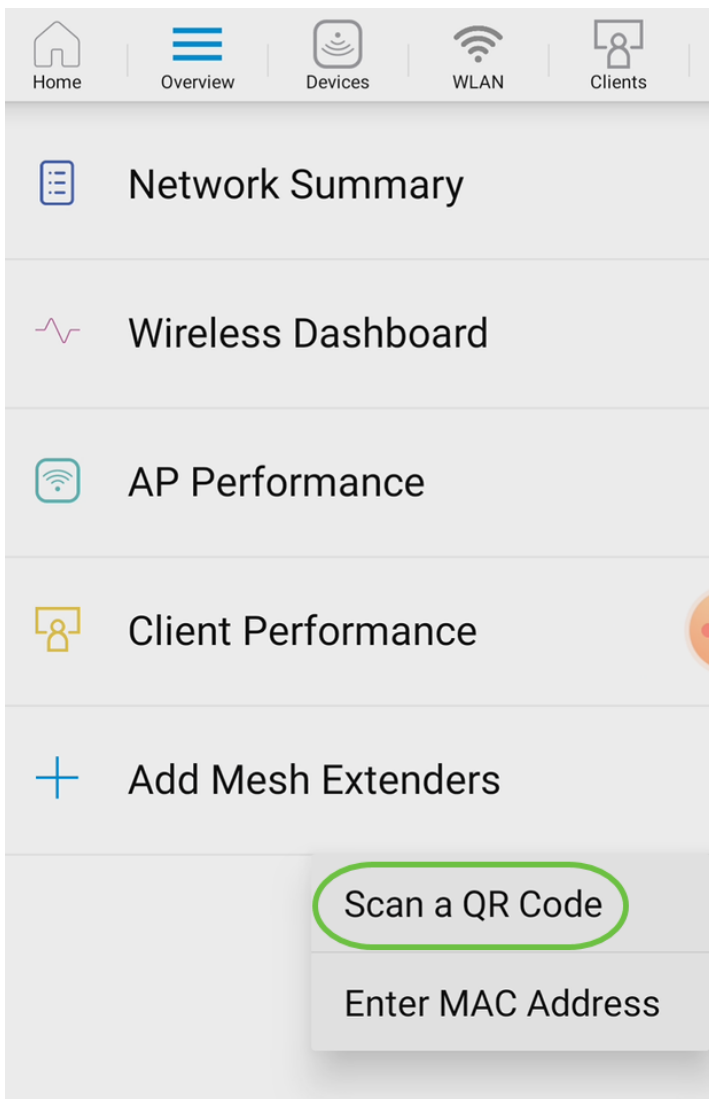 Home Overview Devices WLAN Clients
Network Summary
Wireless Dashboard
AP Performance
Client Performance
Add Mesh Extenders
Scan a QR Code
Enter MAC Address